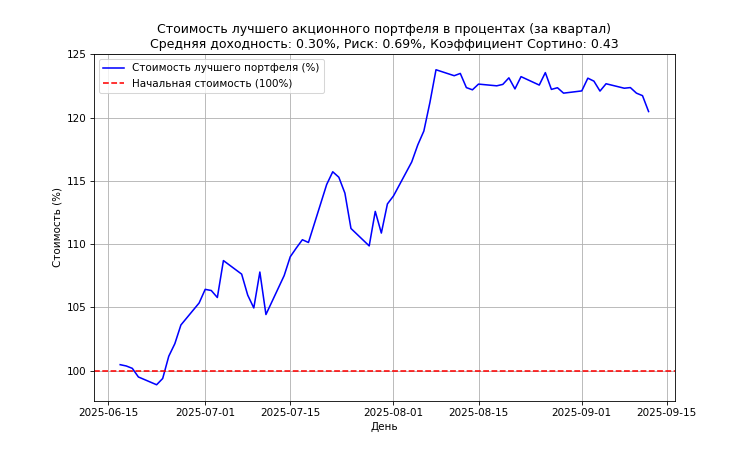 Стоимость лучшего акционного портфеля в процентах (за квартал)
Средняя доходность: 0.30%, Риск: 0.69%, Коэффициент Сортино: 0.43
Стоимость лучшего портфеля (%)
Начальная стоимость (100%)
Стоимость (%)
125
120
115
110
105
100
2025-06-15
2025-07-01
2025-07-15
2025-08-01
2025-08-15
2025-09-01
2025-09-15
День